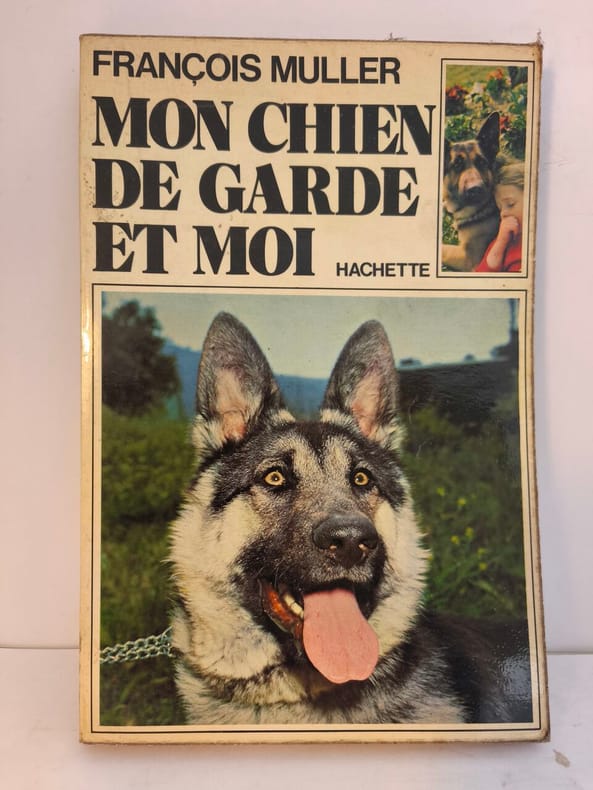 FRANÇOIS MULLER
MON CHIEN
DE GARDE
ET MOI
HACHETTE